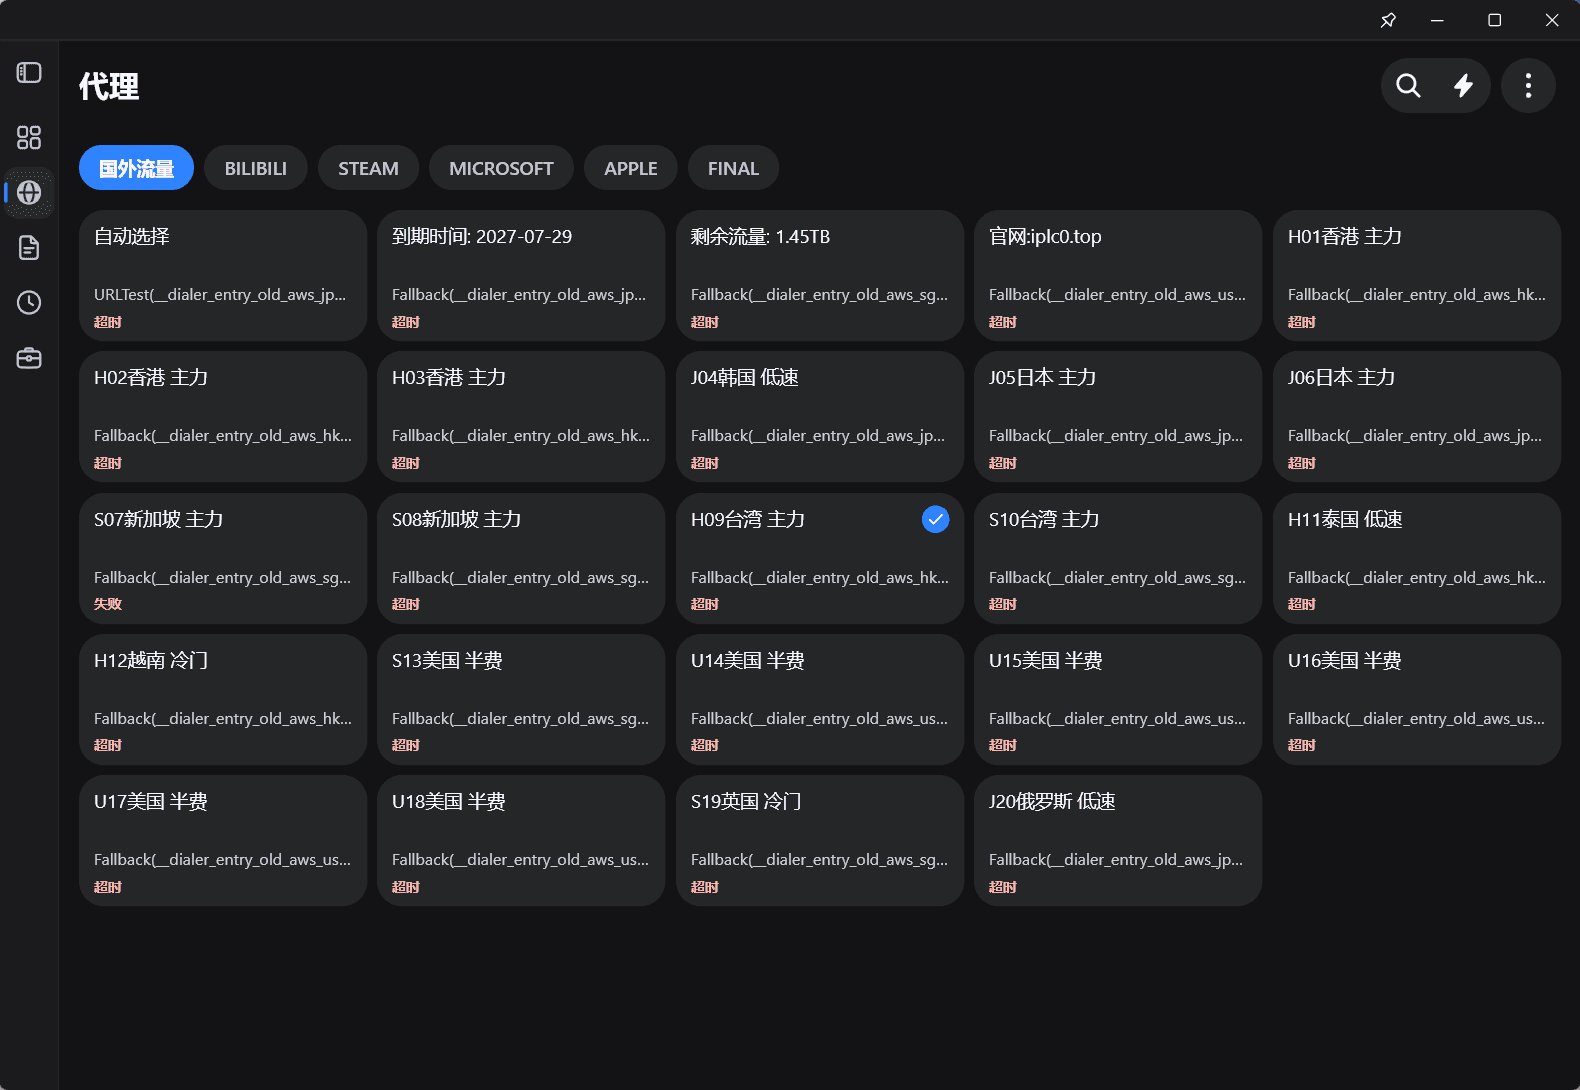 代理
国外流量
BILIBILI
STEAM
MICROSOFT
APPLE
FINAL
自动选择
URLTest(__dialer_entry_old_aws_jp...
超时
到期时间: 2027-07-29
Fallback(__dialer_entry_old_aws_jp...
超时
剩余流量: 1.45TB
Fallback(__dialer_entry_old_aws_sg...
超时
官网:iplc0.top
Fallback(__dialer_entry_old_aws_us...
超时
H01香港 主力
Fallback(__dialer_entry_old_aws_hk...
超时
H02香港 主力
Fallback(__dialer_entry_old_aws_hk...
超时
H03香港 主力
Fallback(__dialer_entry_old_aws_hk...
超时
J04韩国 低速
Fallback(__dialer_entry_old_aws_jp...
超时
J05日本 主力
Fallback(__dialer_entry_old_aws_jp...
超时
J06日本 主力
Fallback(__dialer_entry_old_aws_jp...
超时
S07新加坡 主力
Fallback(__dialer_entry_old_aws_sg...
失败
S08新加坡 主力
Fallback(__dialer_entry_old_aws_sg...
超时
H09台湾 主力
Fallback(__dialer_entry_old_aws_hk...
超时
S10台湾 主力
Fallback(__dialer_entry_old_aws_sg...
超时
H11泰国 低速
Fallback(__dialer_entry_old_aws_hk...
超时
H12越南 冷门
Fallback(__dialer_entry_old_aws_hk...
超时
S13美国 半费
Fallback(__dialer_entry_old_aws_sg...
超时
U14美国 半费
Fallback(__dialer_entry_old_aws_us...
超时
U15美国 半费
Fallback(__dialer_entry_old_aws_us...
超时
U16美国 半费
Fallback(__dialer_entry_old_aws_us...
超时
U17美国 半费
Fallback(__dialer_entry_old_aws_us...
超时
U18美国 半费
Fallback(__dialer_entry_old_aws_us...
超时
S19英国 冷门
Fallback(__dialer_entry_old_aws_sg...
超时
J20俄罗斯 低速
Fallback(__dialer_entry_old_aws_jp...
超时